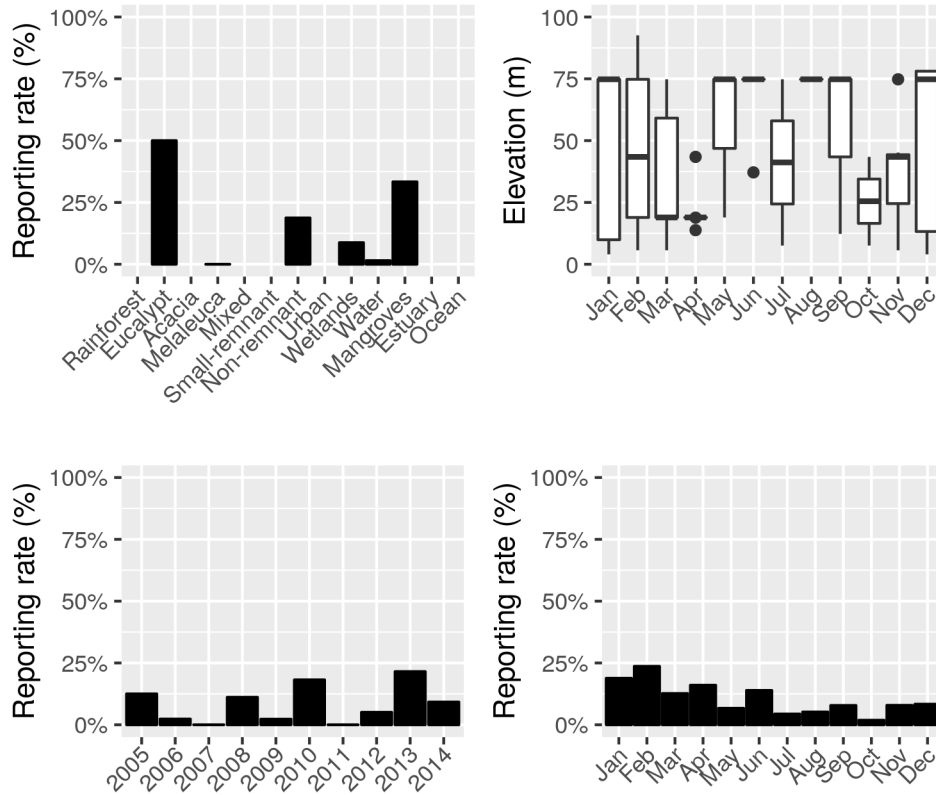 Reporting rate (%)
100%
75%
50%
25%
0%
Rainforest
Eucalypt
Acacia
Melaleuca
Mixed
Small-remnant
Non-remnant
Urban
Wetlands
Water
Mangroves
Estuary
Ocean
Elevation (m)
100
75
50
25
0
Jan
Feb
Mar
Apr
May
Jun
Jul
Aug
Sep
Oct
Nov
Dec
Reporting rate (%)
100%
75%
50%
25%
0%
2005
2006
2007
2008
2009
2010
2011
2012
2013
2014
Reporting rate (%)
100%
75%
50%
25%
0%
Jan
Feb
Mar
Apr
May
Jun
Jul
Aug
Sep
Oct
Nov
Dec